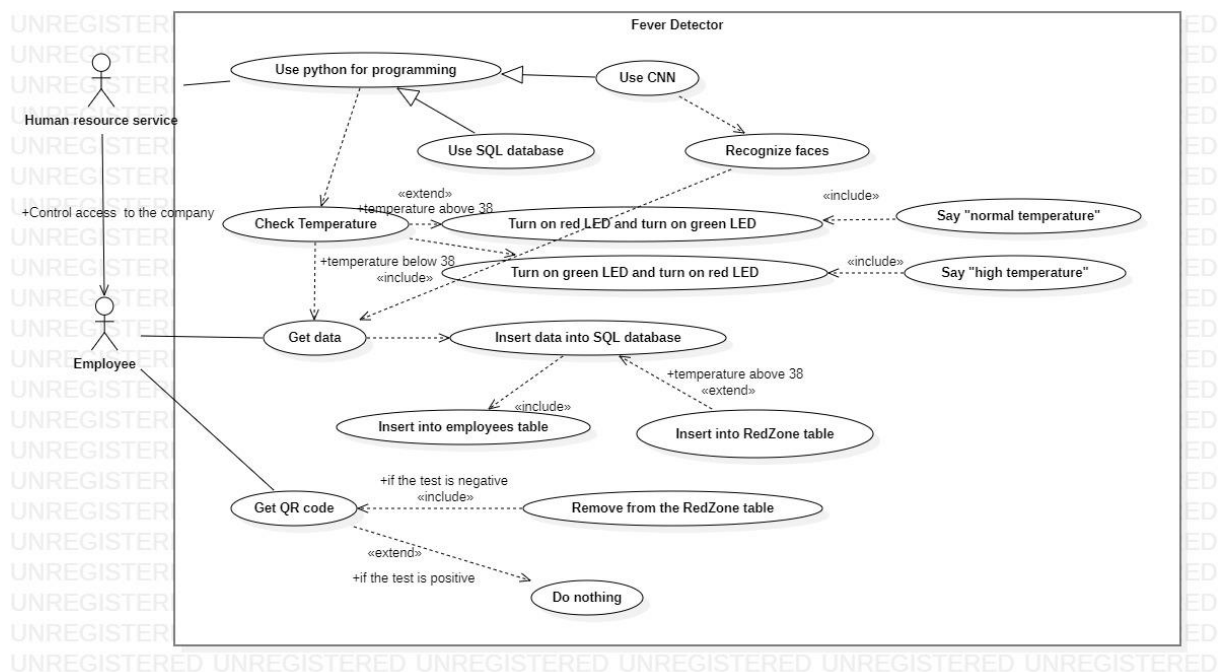 Fever Detector
Human resource service
Use python for programming
Use CNN
Use SQL database
Recognize faces
+Control access to the company
Check Temperature
«extend»
+temperature above 38
Turn on red LED and turn on green LED
«include»
Say "normal temperature"
+temperature below 38
«include»
Turn on green LED and turn on red LED
«include»
Say "high temperature"
Employee
Get data
Insert data into SQL database
+temperature above 38
«extend»
«include»
Insert into employees table
Insert into RedZone table
Get QR code
+if the test is negative
«include»
Remove from the RedZone table
«extend»
+if the test is positive
Do nothing
UNREGISTERED UNREGISTERED UNREGISTERED UNREGISTERED UNREGISTERED UNREGISTERED